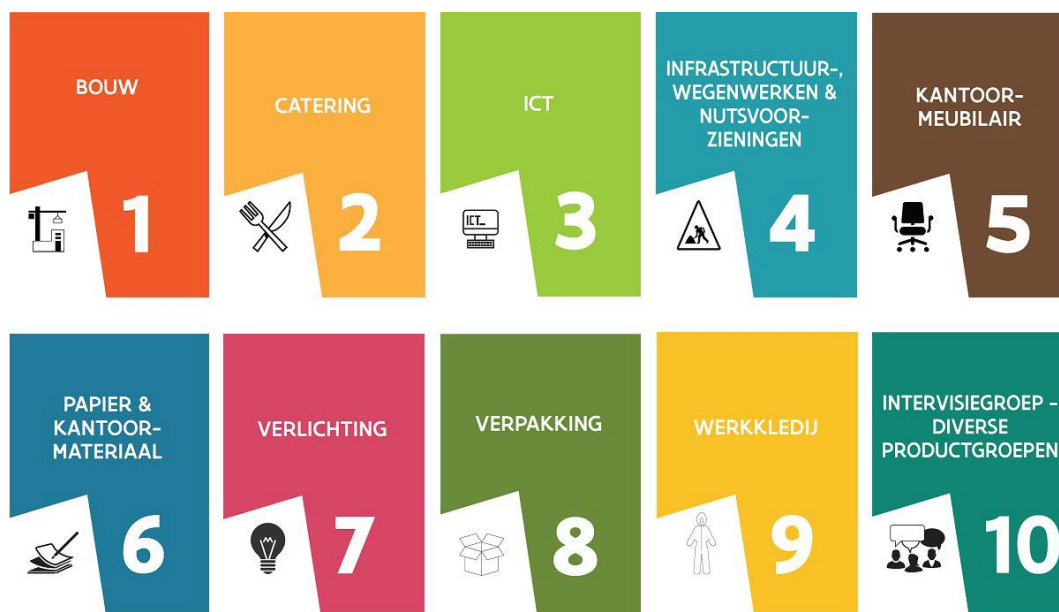 BOUW
1
CATERING
2
ICT
ICT_
3
INFRASTRUCTUUR-,
WEGENWERKEN &
NUTSVOOR-
ZIENINGEN
4
KANTOOR-
MEUBILAIR
5
PAPIER &
KANTOOR-
MATERIAAL
6
VERLICHTING
7
VERPAKKING
8
WERKKLEDIJ
9
INTERVISIEGROEP -
DIVERSE
PRODUCTGROEPEN
10